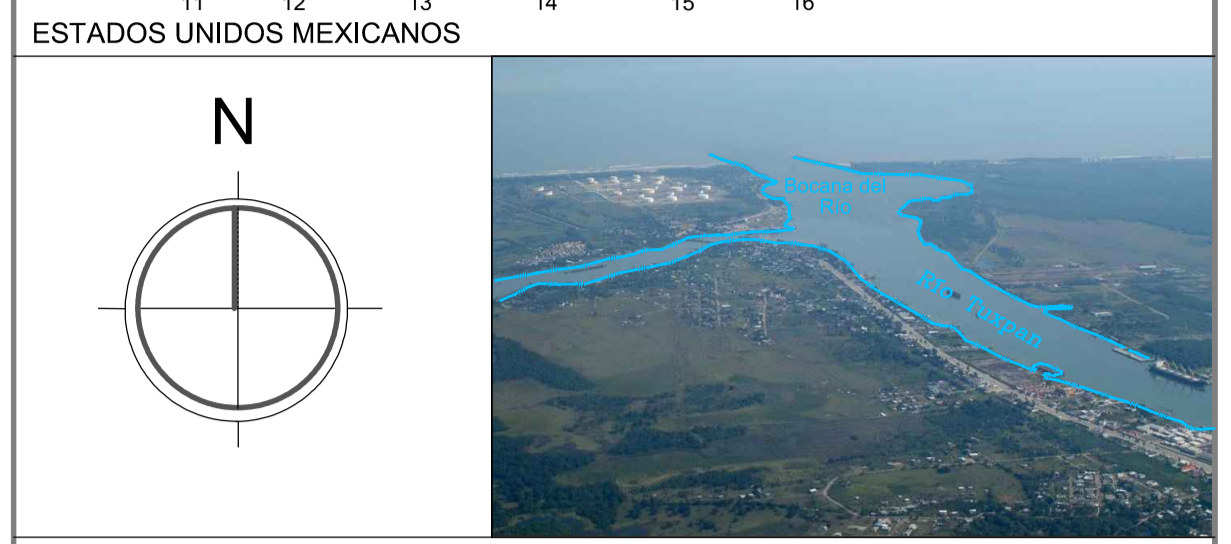 11 12 13 14 15 16
ESTADOS UNIDOS MEXICANOS
N
Bocana del
Río
Río Tuxpan